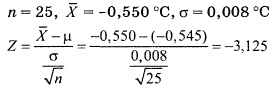 n = 25, X̄ = -0,550 °C, σ = 0,008 °C
Z = (X̄ – μ) / (σ / √n) = (-0,550 – (-0,545)) / (0,008 / √25) = –3,125